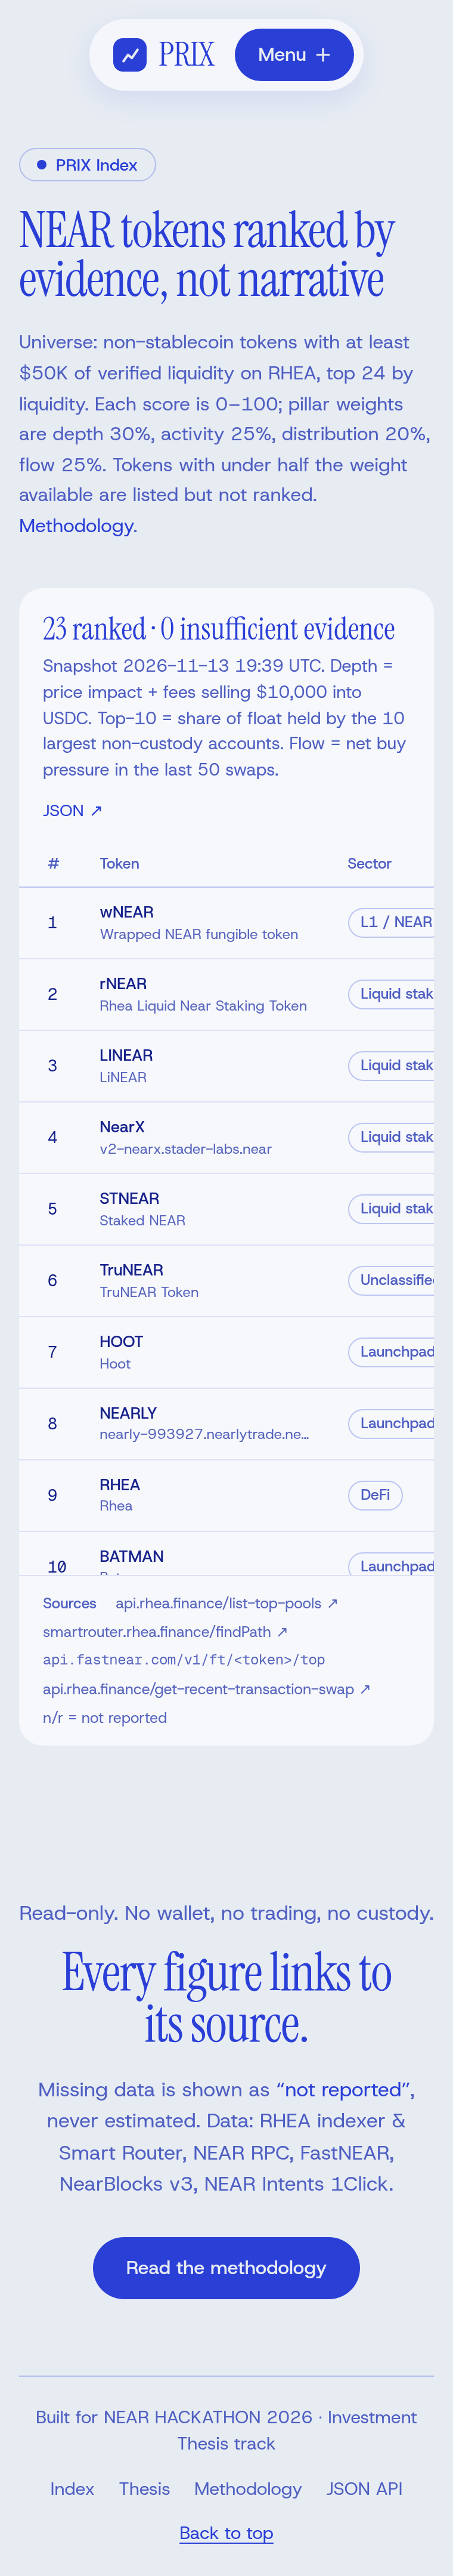 PRIX
Menu +
PRIX Index
NEAR tokens ranked by
evidence, not narrative
Universe: non-stablecoin tokens with at least
$50K of verified liquidity on RHEA, top 24 by
liquidity. Each score is 0–100; pillar weights
are depth 30%, activity 25%, distribution 20%,
flow 25%. Tokens with under half the weight
available are listed but not ranked.
Methodology.
23 ranked · 0 insufficient evidence
Snapshot 2026-11-13 19:39 UTC. Depth =
price impact + fees selling $10,000 into
USDC. Top-10 = share of float held by the 10
largest non-custody accounts. Flow = net buy
pressure in the last 50 swaps.
JSON ↗
# Token Sector
1 wNEAR L1 / NEAR
Wrapped NEAR fungible token
2 rNEAR Liquid stak
Rhea Liquid Near Staking Token
3 LINEAR Liquid stak
LiNEAR
4 NearX Liquid stak
v2-nearx.stader-labs.near
5 STNEAR Liquid stak
Staked NEAR
6 TruNEAR Unclassified
TruNEAR Token
7 HOOT Launchpad
Hoot
8 NEARLY Launchpad
nearly-993927.nearlytrade.ne…
9 RHEA DeFi
Rhea
10 BATMAN Launchpad
Sources api.rhea.finance/list-top-pools ↗
smartrouter.rhea.finance/findPath ↗
api.fastnear.com/v1/ft/<token>/top
api.rhea.finance/get-recent-transaction-swap ↗
n/r = not reported
Read-only. No wallet, no trading, no custody.
Every figure links to
its source.
Missing data is shown as “not reported”,
never estimated. Data: RHEA indexer &
Smart Router, NEAR RPC, FastNEAR,
NearBlocks v3, NEAR Intents 1Click.
Read the methodology
Built for NEAR HACKATHON 2026 · Investment
Thesis track
Index Thesis Methodology JSON API
Back to top